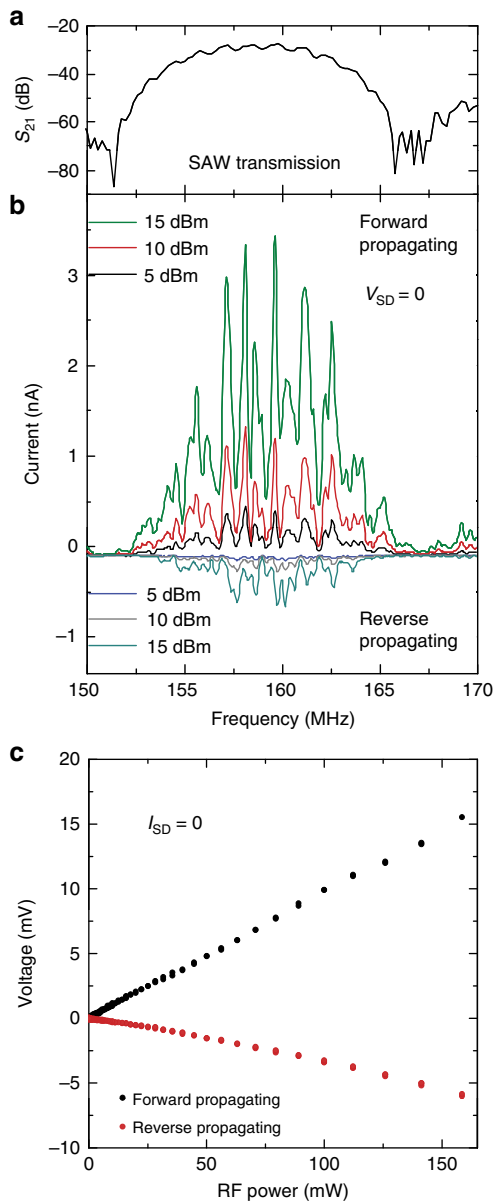 a
−20
−40
−60
−80
S21 (dB)
SAW transmission
b
15 dBm
10 dBm
5 dBm
Forward
propagating
VSD = 0
3
2
1
0
−1
Current (nA)
5 dBm
10 dBm
15 dBm
Reverse
propagating
150 155 160 165 170
Frequency (MHz)
c
20
15
10
5
0
−5
−10
Voltage (mV)
ISD = 0
Forward propagating
Reverse propagating
0 50 100 150
RF power (mW)